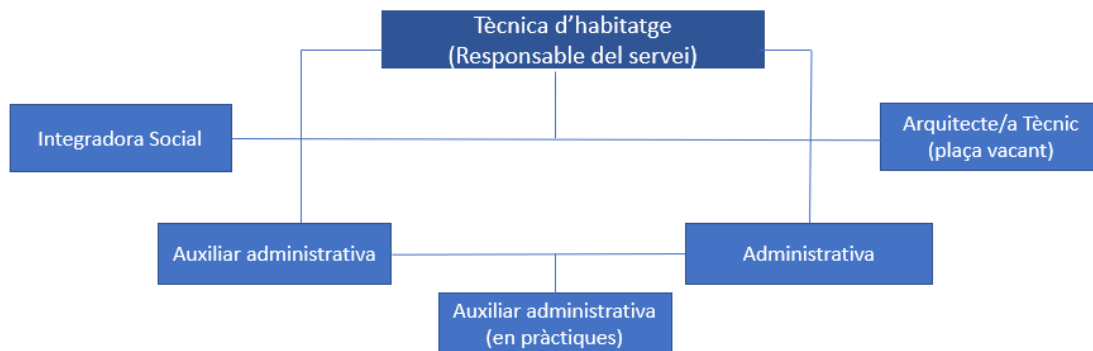 Tècnica d’habitatge
(Responsable del servei)
Integradora Social
Arquitecte/a Tècnic
(plaça vacant)
Auxiliar administrativa
Administrativa
Auxiliar administrativa
(en pràctiques)